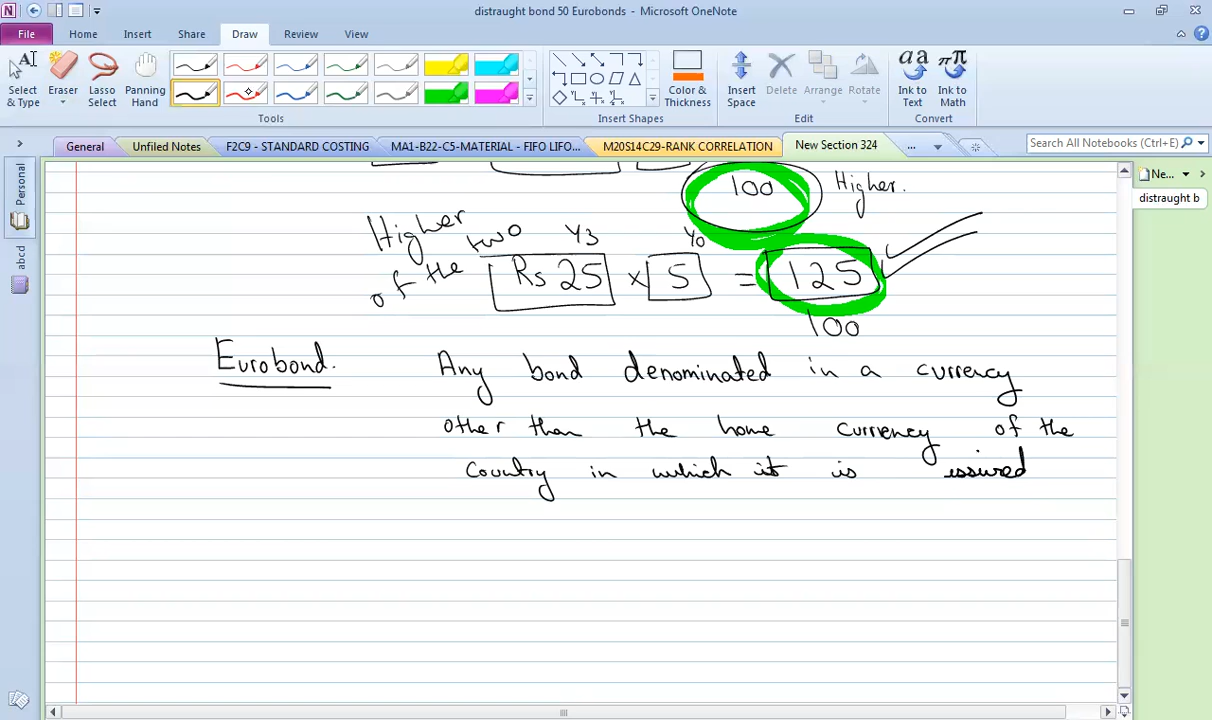 distraught bond 50 Eurobonds - Microsoft OneNote
File Home Insert Share Draw Review View
Select & Type
Eraser
Lasso Select
Panning Hand
Color & Thickness
Insert Space
Delete
Arrange
Rotate
Ink to Text
Ink to Math
Tools Insert Shapes Edit Convert
General Unfiled Notes F2C9 - STANDARD COSTING MA1-B22-C5-MATERIAL - FIFO LIFO... M20S14C29-RANK CORRELATION New Section 324 ... Search All Notebooks (Ctrl+E)
Personal
abcd
Ne...
distraught b
100 Higher.
Higher of the two Y3 Y0
Rs 25 × 5 = 125
100
Eurobond. Any bond denominated in a currency
other than the home currency of the
Country in which it is issued